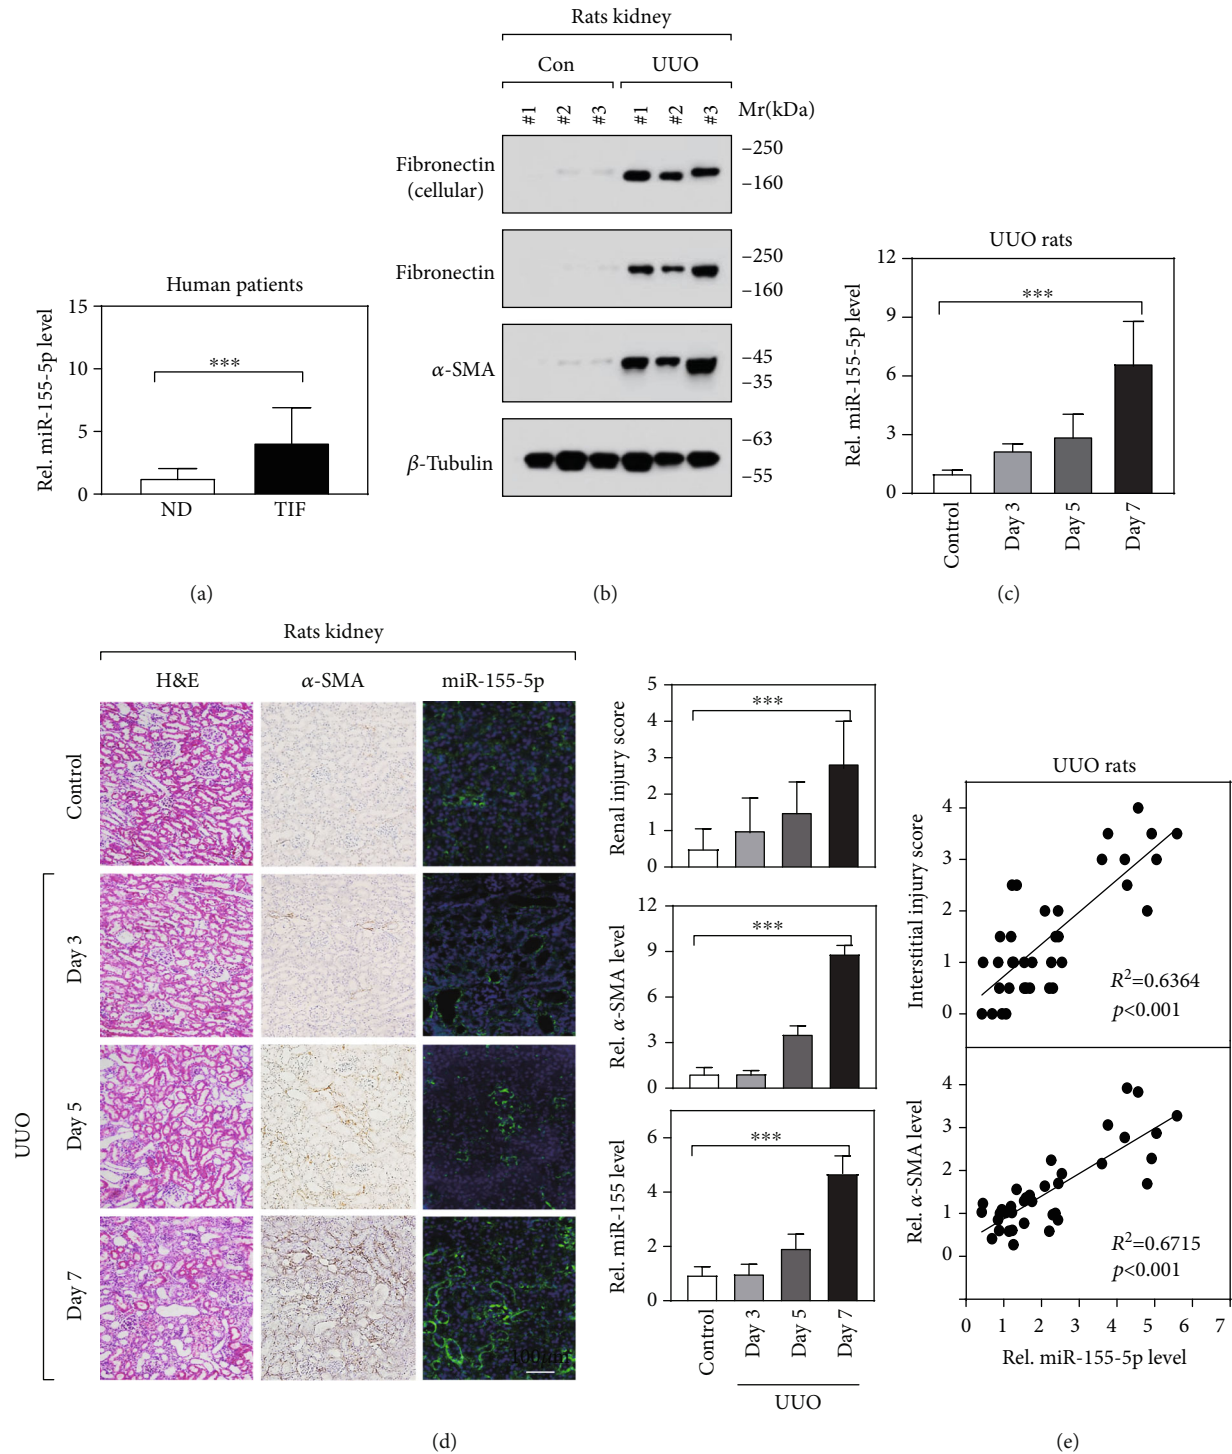 Human patients
Rel. miR-155-5p level
15
10
5
0
***
ND TIF
(a)
Rats kidney
Con UUO
#1 #2 #3 #1 #2 #3 Mr(kDa)
Fibronectin
(cellular)
–250
–160
Fibronectin
–250
–160
α-SMA
–45
–35
β-Tubulin
–63
–55
(b)
UUO rats
Rel. miR-155-5p level
12
9
6
3
0
***
Control Day 3 Day 5 Day 7
(c)
Rats kidney
H&E α-SMA miR-155-5p
Control
UUO
Day 3
Day 5
Day 7
100μm
Renal injury score
5
4
3
2
1
0
***
Rel. α-SMA level
12
9
6
3
0
***
Rel. miR-155 level
6
4
2
0
***
Control Day 3 Day 5 Day 7
UUO
(d)
UUO rats
Interstitial injury score
4
3
2
1
0
R²=0.6364
p<0.001
Rel. α-SMA level
4
3
2
1
0
R²=0.6715
p<0.001
0 1 2 3 4 5 6 7
Rel. miR-155-5p level
(e)